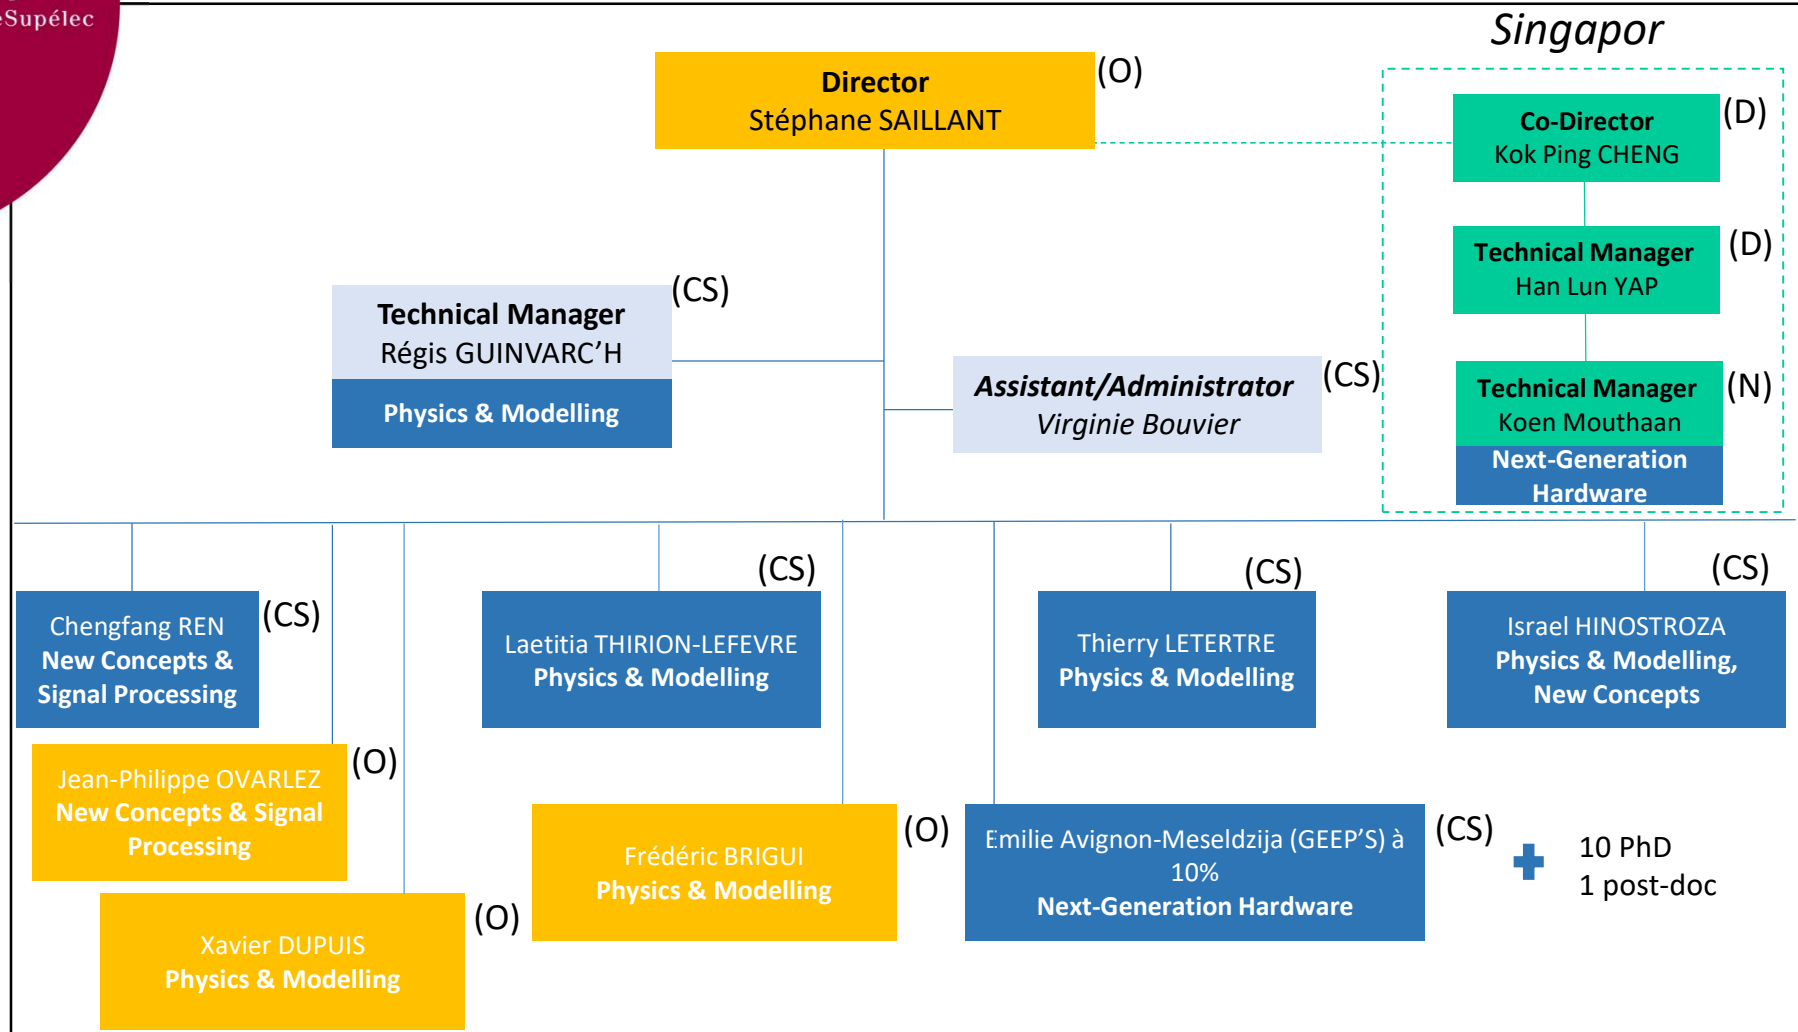 eSupélec
Singapor
Director
Stéphane SAILLANT
(O)
Co-Director
Kok Ping CHENG
(D)
Technical Manager
Han Lun YAP
(D)
Technical Manager
Régis GUINVARC’H
(CS)
Physics & Modelling
Assistant/Administrator
Virginie Bouvier
(CS)
Technical Manager
Koen Mouthaan
(N)
Next-Generation
Hardware
Chengfang REN
New Concepts &
Signal Processing
(CS)
Laetitia THIRION-LEFEVRE
Physics & Modelling
(CS)
Thierry LETERTRE
Physics & Modelling
(CS)
Israel HINOSTROZA
Physics & Modelling,
New Concepts
(CS)
Jean-Philippe OVARLEZ
New Concepts & Signal
Processing
(O)
Frédéric BRIGUI
Physics & Modelling
(O)
Emilie Avignon-Meseldzija (GEEP’S) à
10%
Next-Generation Hardware
(CS)
10 PhD
1 post-doc
Xavier DUPUIS
Physics & Modelling
(O)